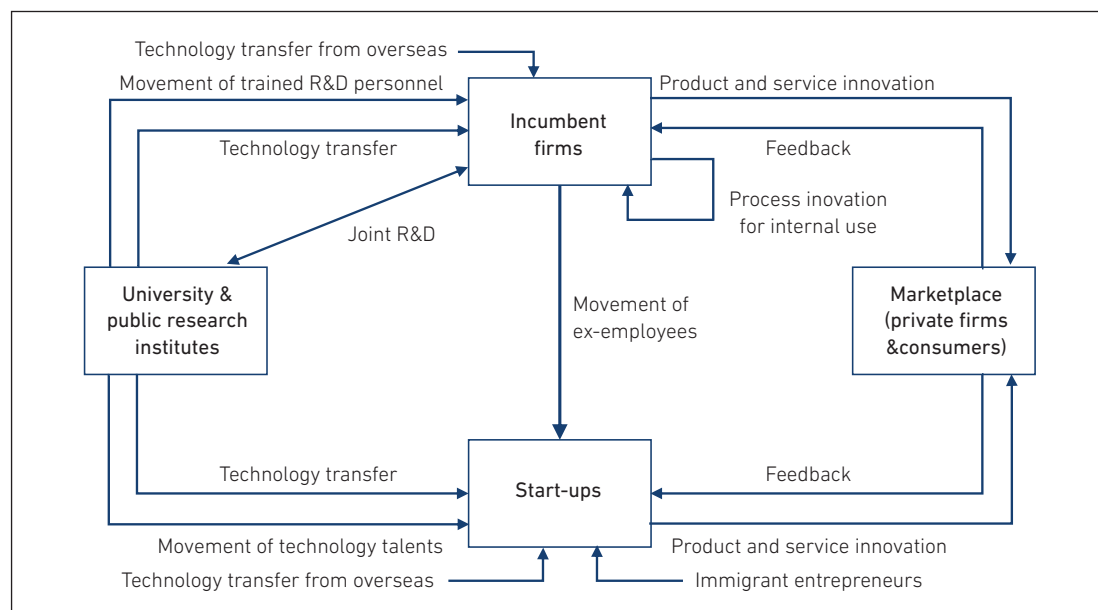 Technology transfer from overseas
Movement of trained R&D personnel
Product and service innovation
Incumbent
firms
Technology transfer
Feedback
Process inovation
for internal use
Joint R&D
University &
public research
institutes
Marketplace
(private firms
&consumers)
Movement of
ex-employees
Technology transfer
Feedback
Start-ups
Movement of technology talents
Product and service innovation
Technology transfer from overseas
Immigrant entrepreneurs